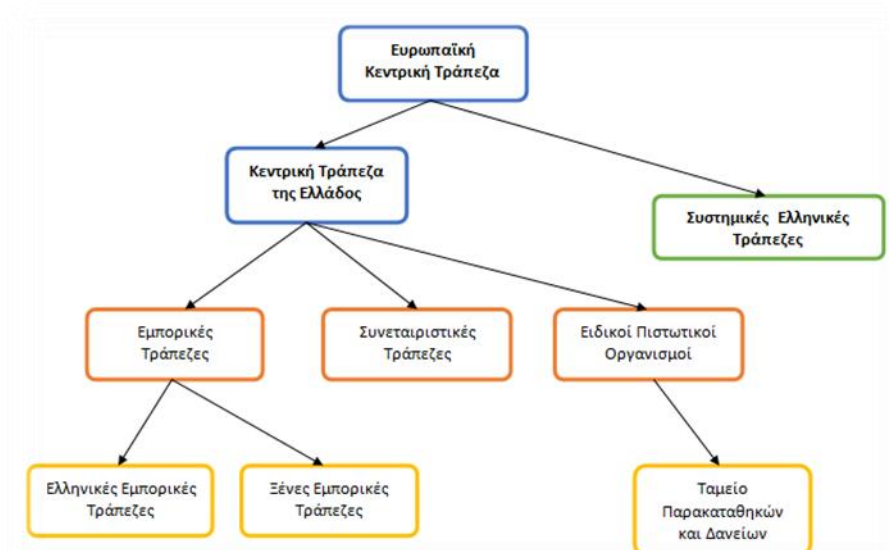 Ευρωπαϊκή
Κεντρική Τράπεζα
Κεντρική Τράπεζα
της Ελλάδος
Συστημικές Ελληνικές
Τράπεζες
Εμπορικές
Τράπεζες
Συνεταιριστικές
Τράπεζες
Ειδικοί Πιστωτικοί
Οργανισμοί
Ελληνικές Εμπορικές
Τράπεζες
Ξένες Εμπορικές
Τράπεζες
Ταμείο
Παρακαταθηκών
και Δανείων